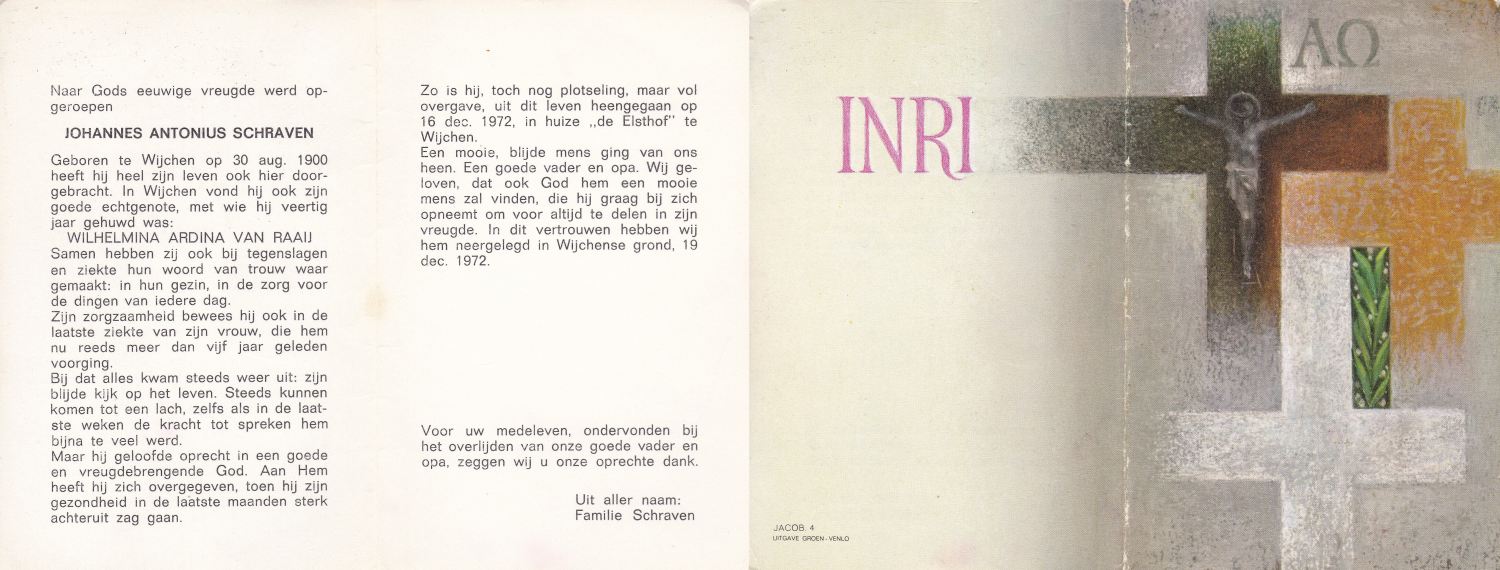 Naar Gods eeuwige vreugde werd op-
geroepen
JOHANNES ANTONIUS SCHRAVEN
Geboren te Wijchen op 30 aug. 1900
heeft hij heel zijn leven ook hier door-
gebracht. In Wijchen vond hij ook zijn
goede echtgenote, met wie hij veertig
jaar gehuwd was:
WILHELMINA ARDINA VAN RAAIJ
Samen hebben zij ook bij tegenslagen
en ziekte hun woord van trouw waar
gemaakt: in hun gezin, in de zorg voor
de dingen van iedere dag.
Zijn zorgzaamheid bewees hij ook in de
laatste ziekte van zijn vrouw, die hem
nu reeds meer dan vijf jaar geleden
voorging.
Bij dat alles kwam steeds weer uit: zijn
blijde kijk op het leven. Steeds kunnen
komen tot een lach, zelfs als in de laat-
ste weken de kracht tot spreken hem
bijna te veel werd.
Maar hij geloofde oprecht in een goede
en vreugdebrengende God. Aan Hem
heeft hij zich overgegeven, toen hij zijn
gezondheid in de laatste maanden sterk
achteruit zag gaan.
Zo is hij, toch nog plotseling, maar vol
overgave, uit dit leven heengegaan op
16 dec. 1972, in huize „de Elsthof" te
Wijchen.
Een mooie, blijde mens ging van ons
heen. Een goede vader en opa. Wij ge-
loven, dat ook God hem een mooie
mens zal vinden, die hij graag bij zich
opneemt om voor altijd te delen in zijn
vreugde. In dit vertrouwen hebben wij
hem neergelegd in Wijchense grond, 19
dec. 1972.
Voor uw medeleven, ondervonden bij
het overlijden van onze goede vader en
opa, zeggen wij u onze oprechte dank.
Uit aller naam:
Familie Schraven
INRI
ΑΩ
JACOB. 4
UITGAVE GROEN - VENLO